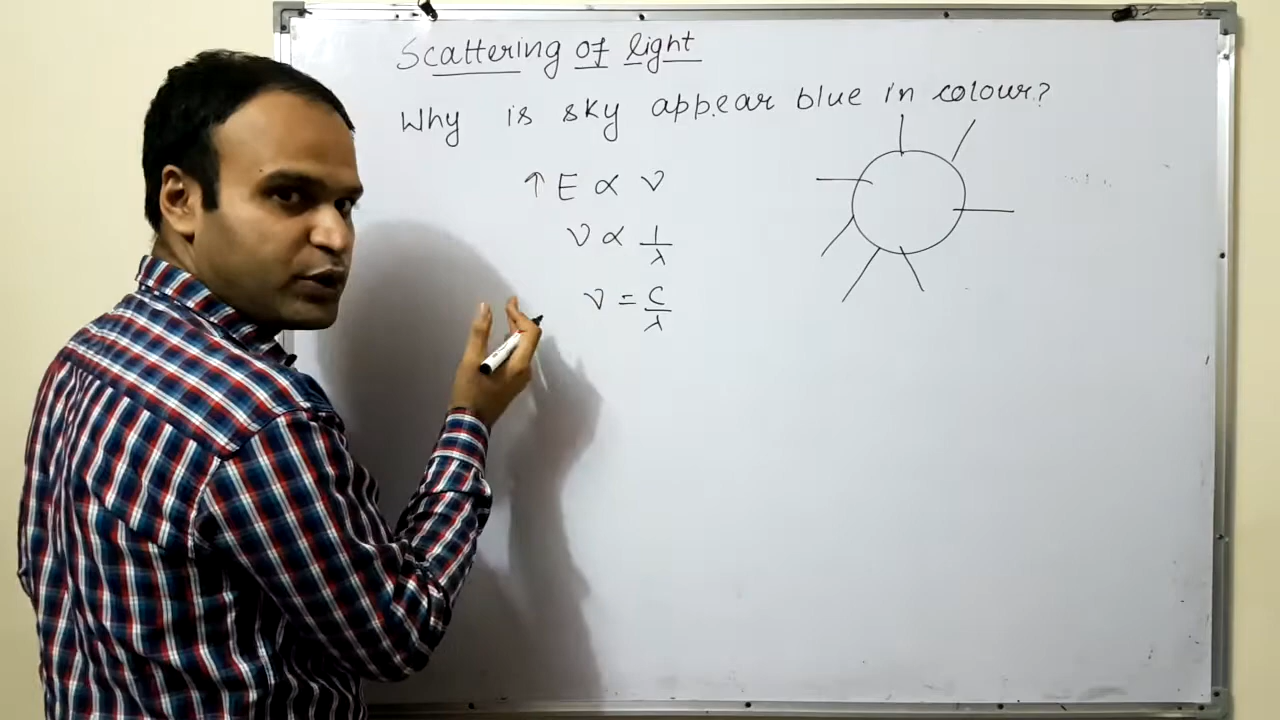 Scattering of light
Why is sky appear blue in colour?
↑ E ∝ ν
ν ∝ 1/λ
ν = c/λ